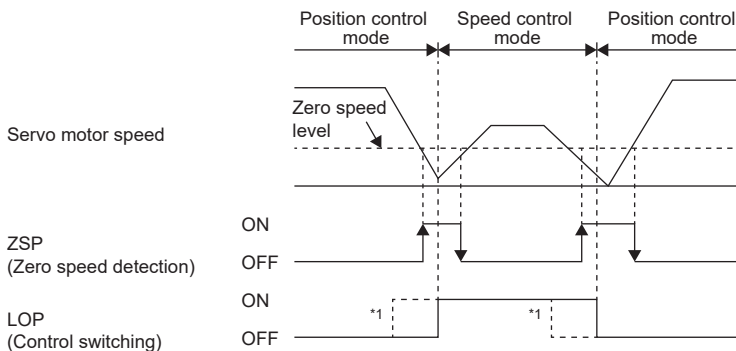 Position control
mode
Speed control
mode
Position control
mode
Zero speed
level
Servo motor speed
ZSP
(Zero speed detection)
ON
OFF
LOP
(Control switching)
ON
OFF
*1
*1